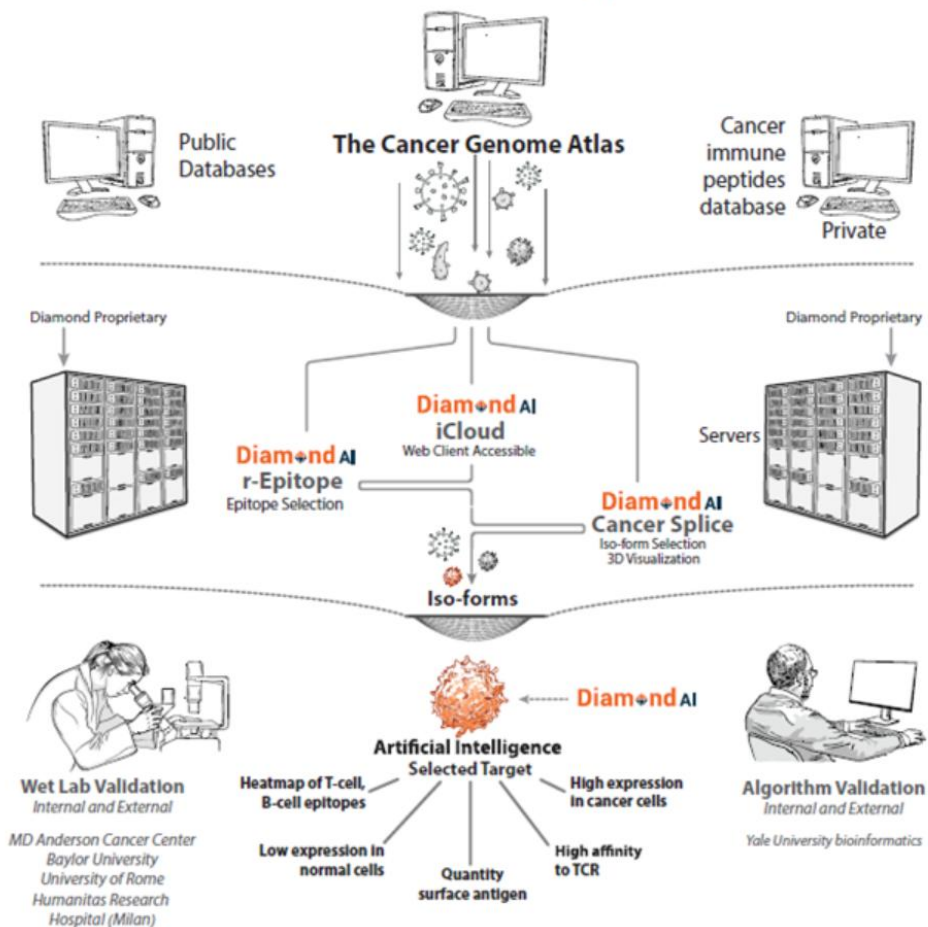 Public
Databases
The Cancer Genome Atlas
Cancer
immune
peptides
database
Private
Diamond Proprietary
Diamond Proprietary
Servers
Diamond AI
iCloud
Web Client Accessible
Diamond AI
r-Epitope
Epitope Selection
Diamond AI
Cancer Splice
Iso-form Selection
3D Visualization
Iso-forms
Diamond AI
Artificial Intelligence
Selected Target
Heatmap of T-cell,
B-cell epitopes
Low expression in
normal cells
Quantity
surface antigen
High affinity
to TCR
High expression
in cancer cells
Wet Lab Validation
Internal and External
MD Anderson Cancer Center
Baylor University
University of Rome
Humanitas Research
Hospital (Milan)
Algorithm Validation
Internal and External
Yale University bioinformatics